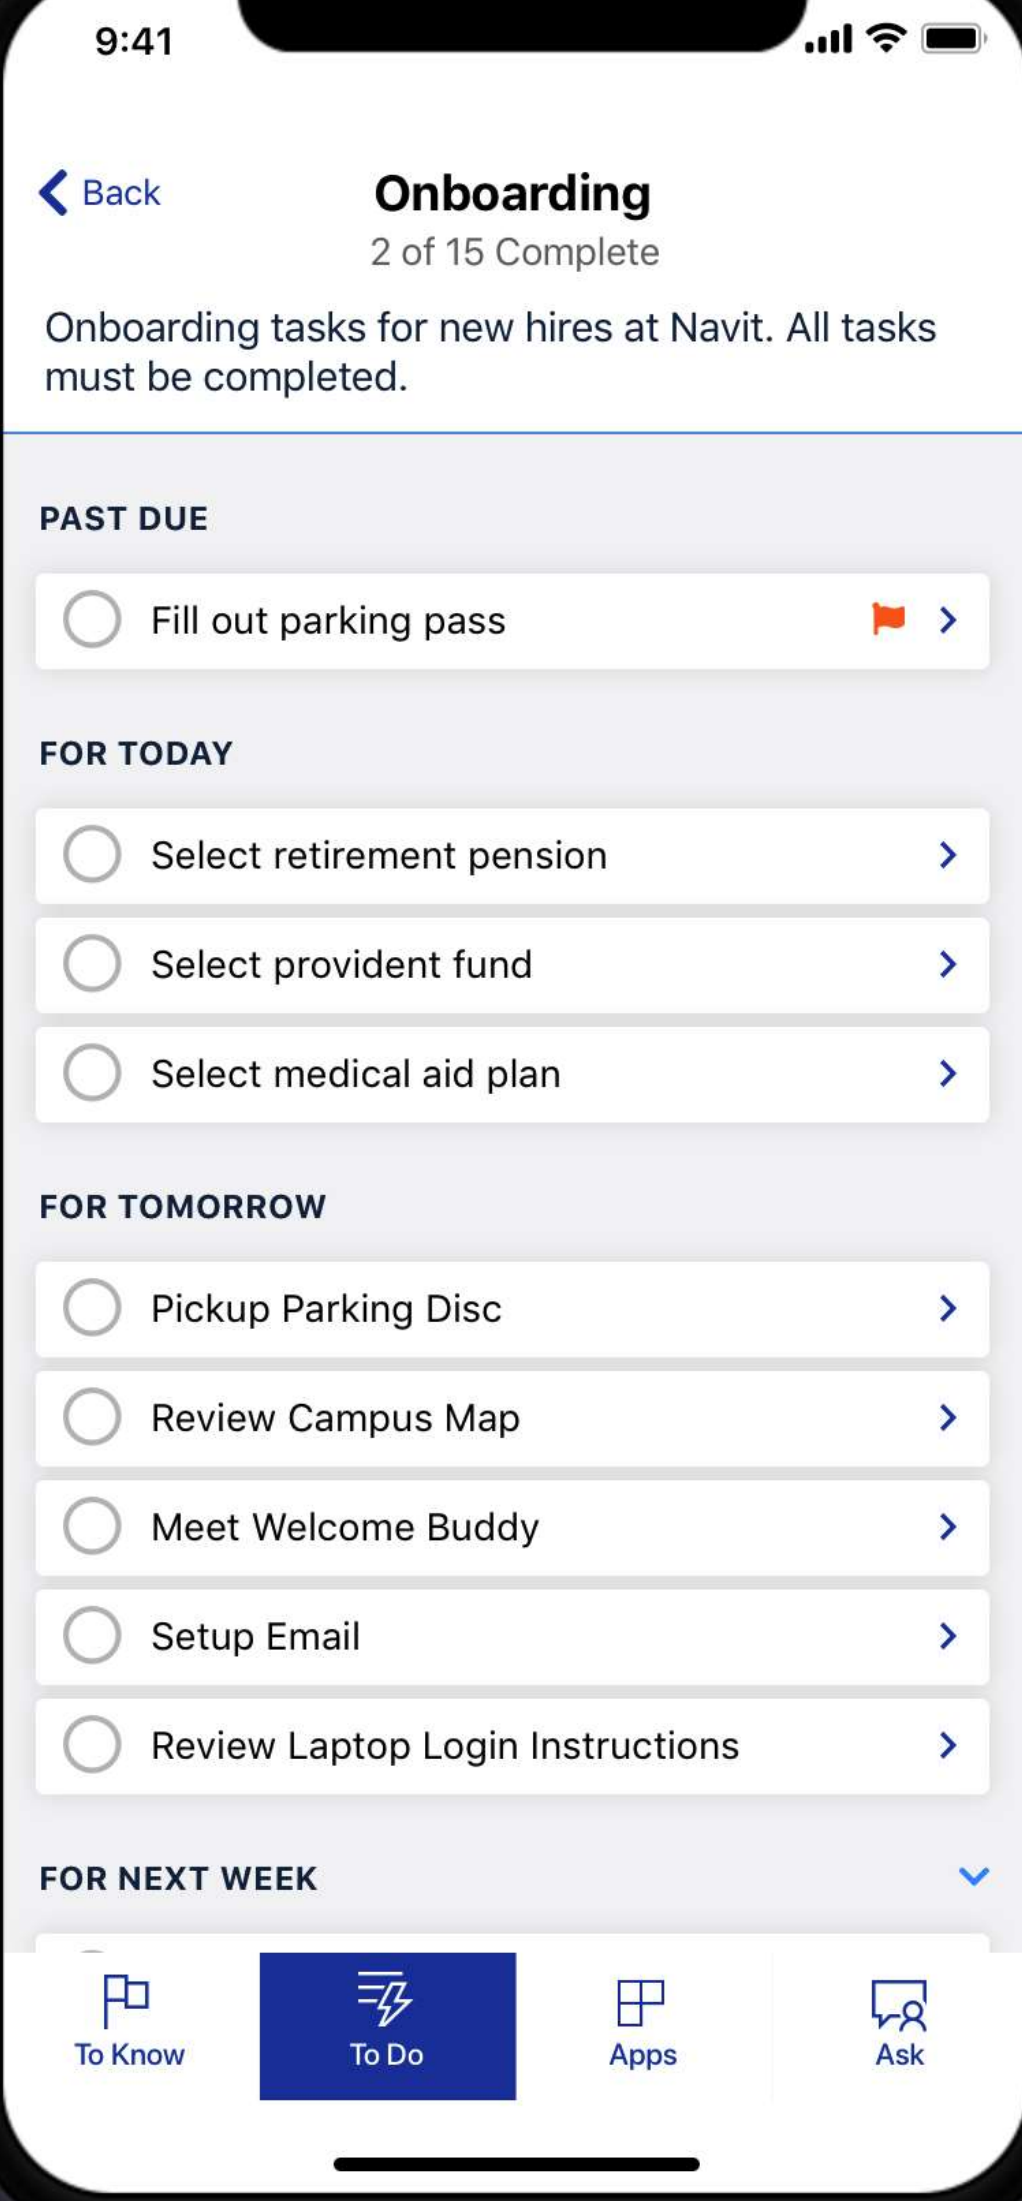 9:41
Back
Onboarding
2 of 15 Complete
Onboarding tasks for new hires at Navit. All tasks
must be completed.
PAST DUE
Fill out parking pass
FOR TODAY
Select retirement pension
Select provident fund
Select medical aid plan
FOR TOMORROW
Pickup Parking Disc
Review Campus Map
Meet Welcome Buddy
Setup Email
Review Laptop Login Instructions
FOR NEXT WEEK
To Know
To Do
Apps
Ask